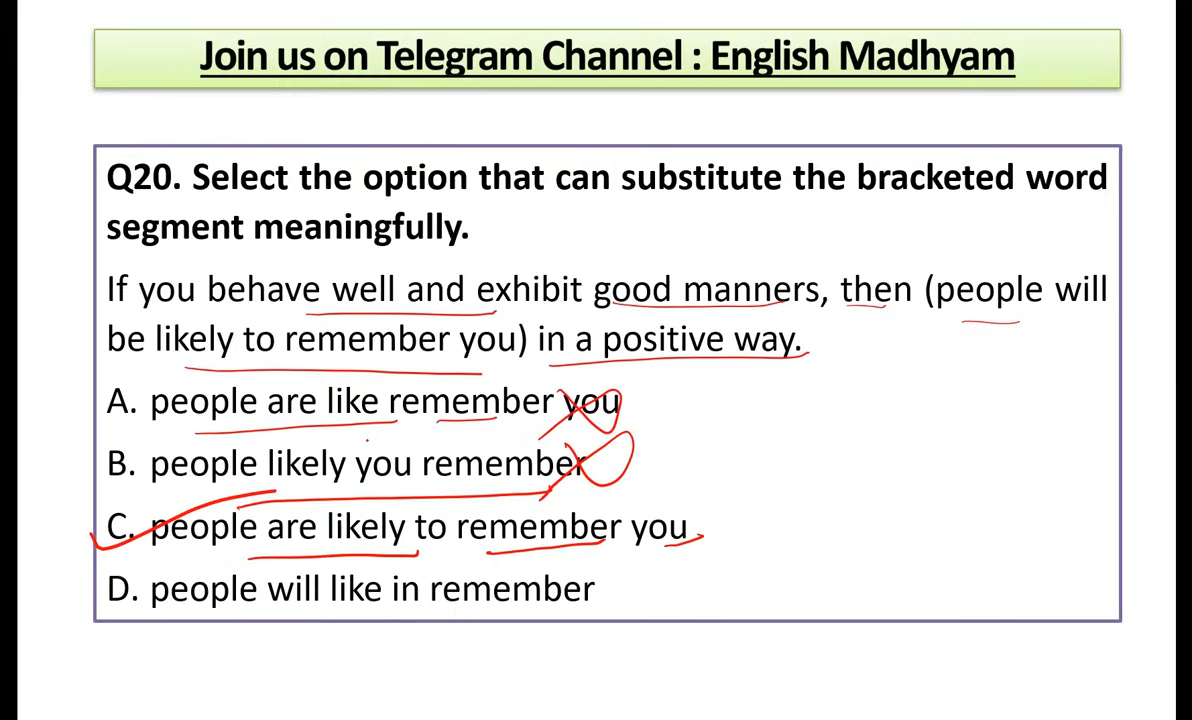 Join us on Telegram Channel : English Madhyam
Q20. Select the option that can substitute the bracketed word
segment meaningfully.
If you behave well and exhibit good manners, then (people will
be likely to remember you) in a positive way.
A. people are like remember you
B. people likely you remember
C. people are likely to remember you
D. people will like in remember